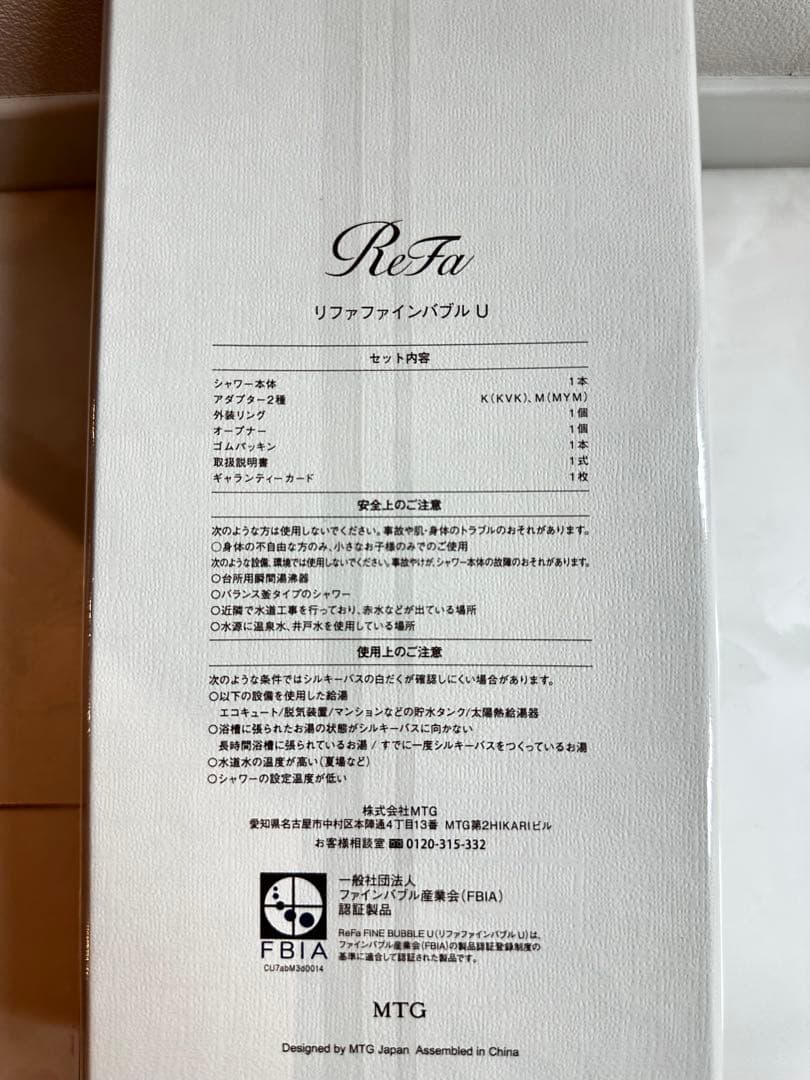 ReFa
リファファインバブル U
セット内容
シャワー本体 1本
アダプター2種 K(KVK)、M(MYM)
外装リング 1個
オープナー 1個
ゴムパッキン 1本
取扱説明書 1式
ギャランティーカード 1枚
安全上のご注意
次のような方は使用しないでください。事故や肌・身体のトラブルのおそれがあります。
○身体の不自由な方のみ、小さなお子様のみでのご使用
次のような設備、環境では使用しないでください。事故やけが、シャワー本体の故障のおそれがあります。
○台所用瞬間湯沸器
○バランス釜タイプのシャワー
○近隣で水道工事を行っており、赤水などが出ている場所
○水源に温泉水、井戸水を使用している場所
使用上のご注意
次のような条件ではシルキーバスの白だくが確認しにくい場合があります。
○以下の設備を使用した給湯
エコキュート/脱気装置/マンションなどの貯水タンク/太陽熱給湯器
○浴槽に張られたお湯の状態がシルキーバスに向かない
長時間浴槽に張られているお湯 / すでに一度シルキーバスをつくっているお湯
○水道水の温度が高い(夏場など)
○シャワーの設定温度が低い
株式会社MTG
愛知県名古屋市中村区本陣通4丁目13番 MTG第2HIKARIビル
お客様相談室 0120-315-332
一般社団法人
ファインバブル産業会(FBIA)
認証製品
ReFa FINE BUBBLE U(リファファインバブル U)は、
ファインバブル産業会(FBIA)の製品認証登録制度の
基準に適合して認証された製品です。
FBIA
CU7abM3d0014
MTG
Designed by MTG Japan Assembled in China